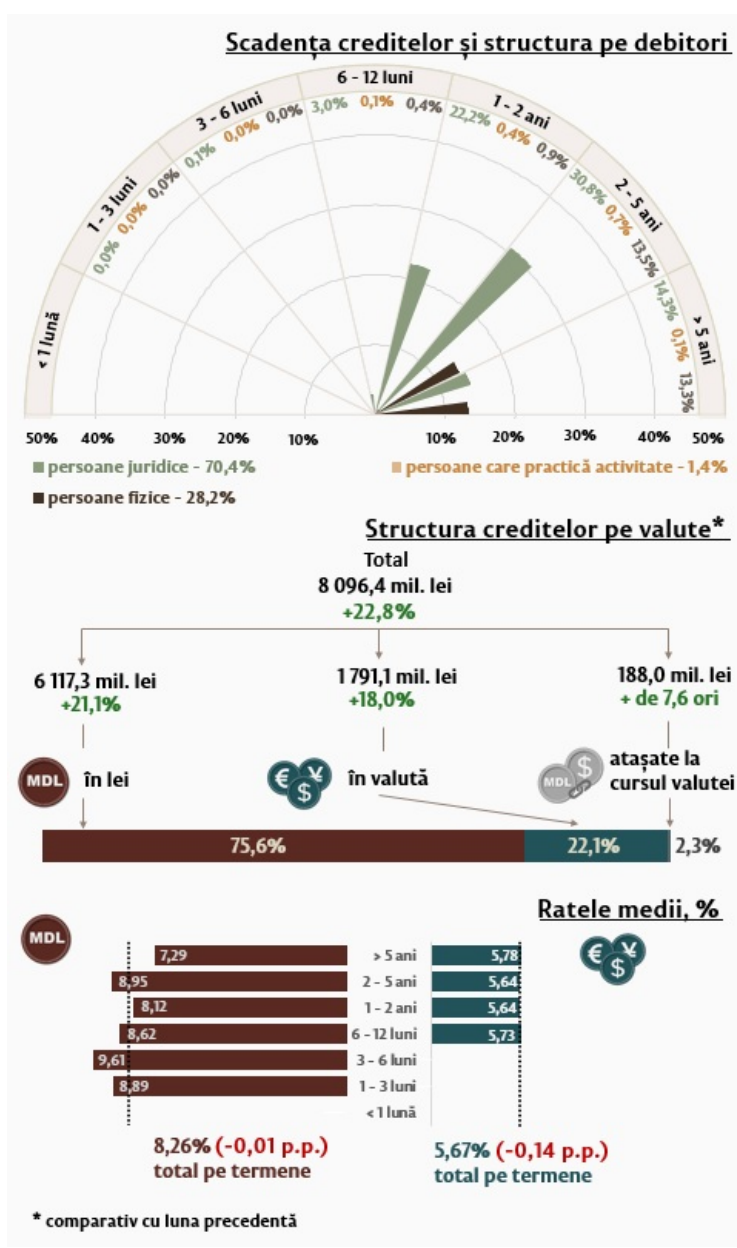 Scadența creditelor și structura pe debitori
< 1 lună
1 - 3 luni
0,0% 0,0% 0,0%
3 - 6 luni
0,1% 0,0% 0,0%
6 - 12 luni
3,0% 0,1% 0,4%
1 - 2 ani
22,2% 0,4% 0,9%
2 - 5 ani
30,8% 0,7% 13,5%
> 5 ani
14,3% 0,1% 13,3%
50% 40% 30% 20% 10% 10% 20% 30% 40% 50%
persoane juridice - 70,4% persoane care practică activitate - 1,4%
persoane fizice - 28,2%
Structura creditelor pe valute*
Total
8 096,4 mil. lei
+22,8%
6 117,3 mil. lei 1 791,1 mil. lei 188,0 mil. lei
+21,1% +18,0% + de 7,6 ori
MDL în lei € ¥ $ în valută MDL $ atașate la
cursul valutei
75,6% 22,1% 2,3%
Ratele medii, %
MDL € ¥ $
7,29 > 5 ani 5,78
8,95 2 - 5 ani 5,64
8,12 1 - 2 ani 5,64
8,62 6 - 12 luni 5,73
9,61 3 - 6 luni
8,89 1 - 3 luni
< 1 lună
8,26% (-0,01 p.p.) 5,67% (-0,14 p.p.)
total pe termene total pe termene
* comparativ cu luna precedentă